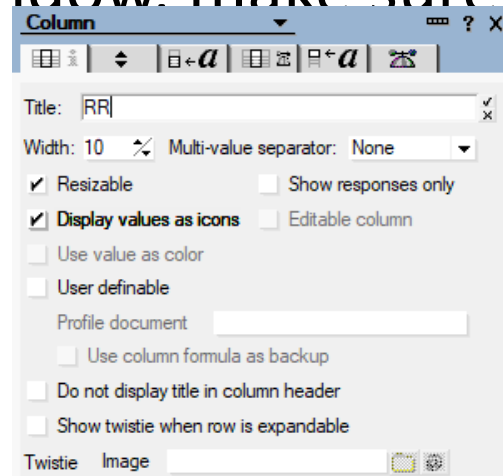 Column ?
Title: RR
Width: 10 Multi-value separator: None
Resizable Show responses only
Display values as icons Editable column
Use value as color
User definable
Profile document
Use column formula as backup
Do not display title in column header
Show twistie when row is expandable
Twistie Image